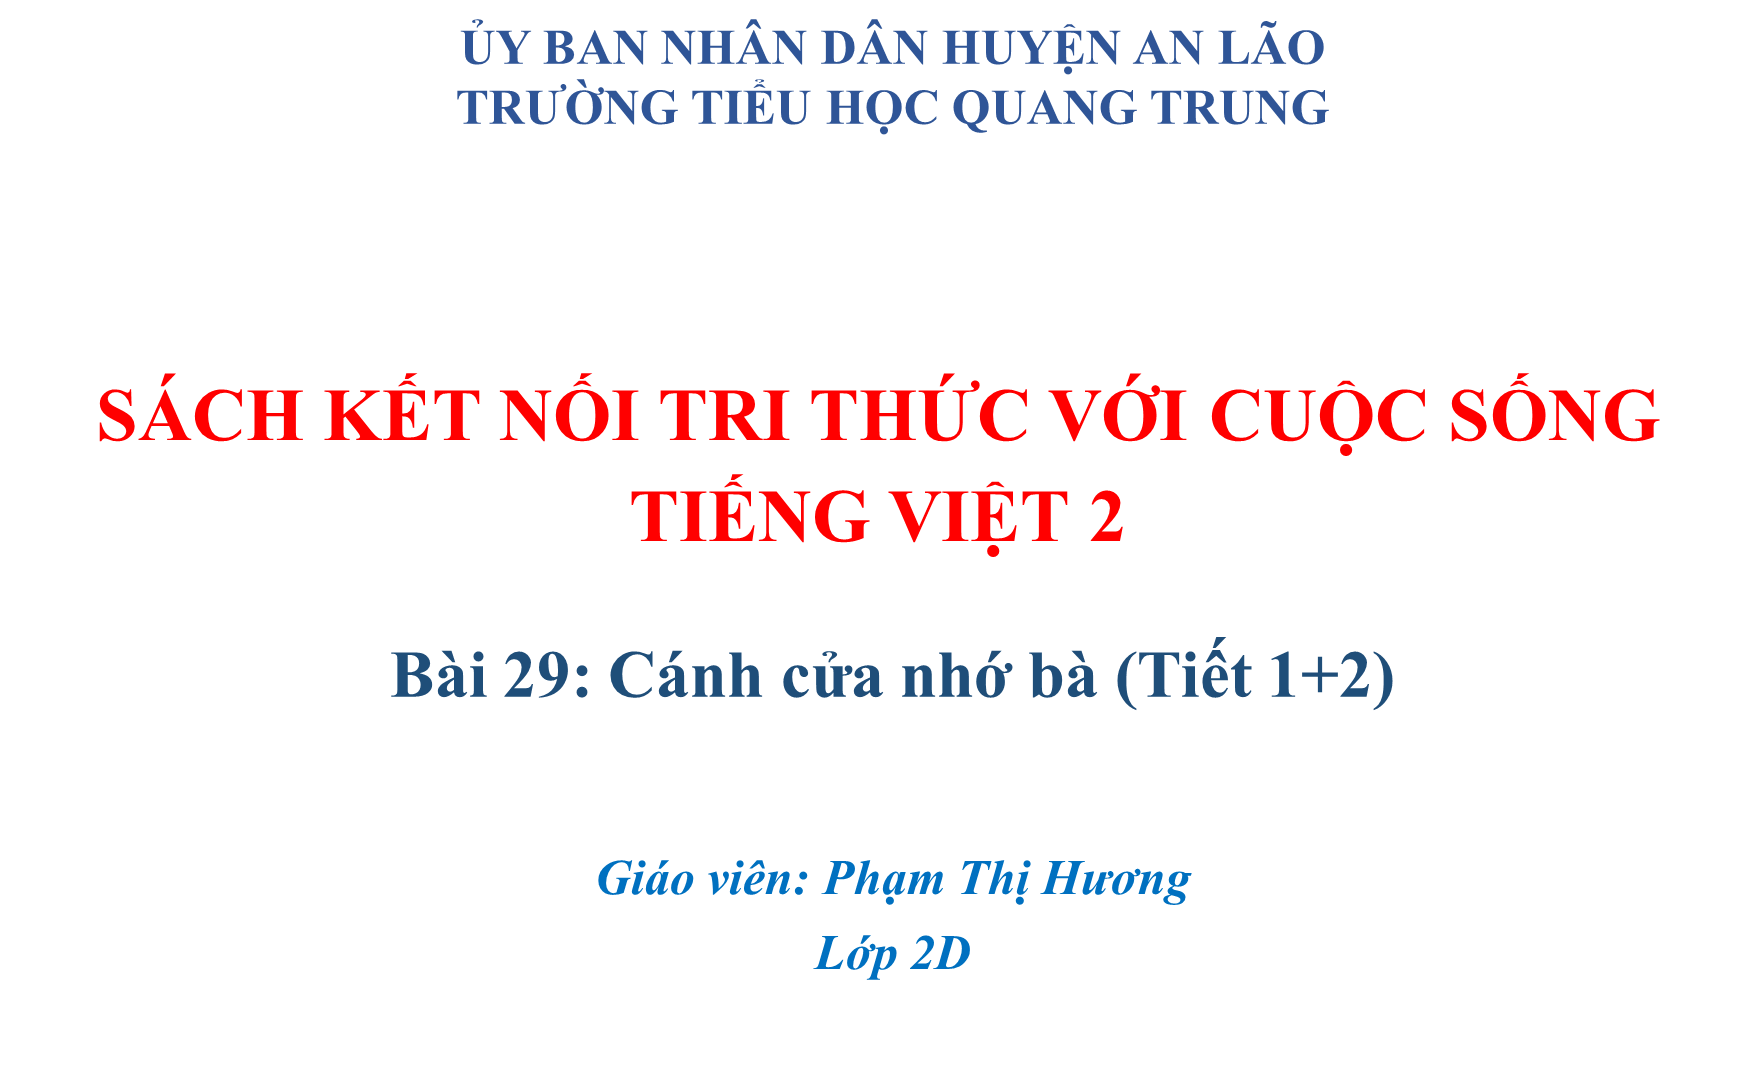 ỦY BAN NHÂN DÂN HUYỆN AN LÃO
TRƯỜNG TIỂU HỌC QUANG TRUNG
SÁCH KẾT NỐI TRI THỨC VỚI CUỘC SỐNG
TIẾNG VIỆT 2
Bài 29: Cánh cửa nhớ bà (Tiết 1+2)
Giáo viên: Phạm Thị Hương
Lớp 2D